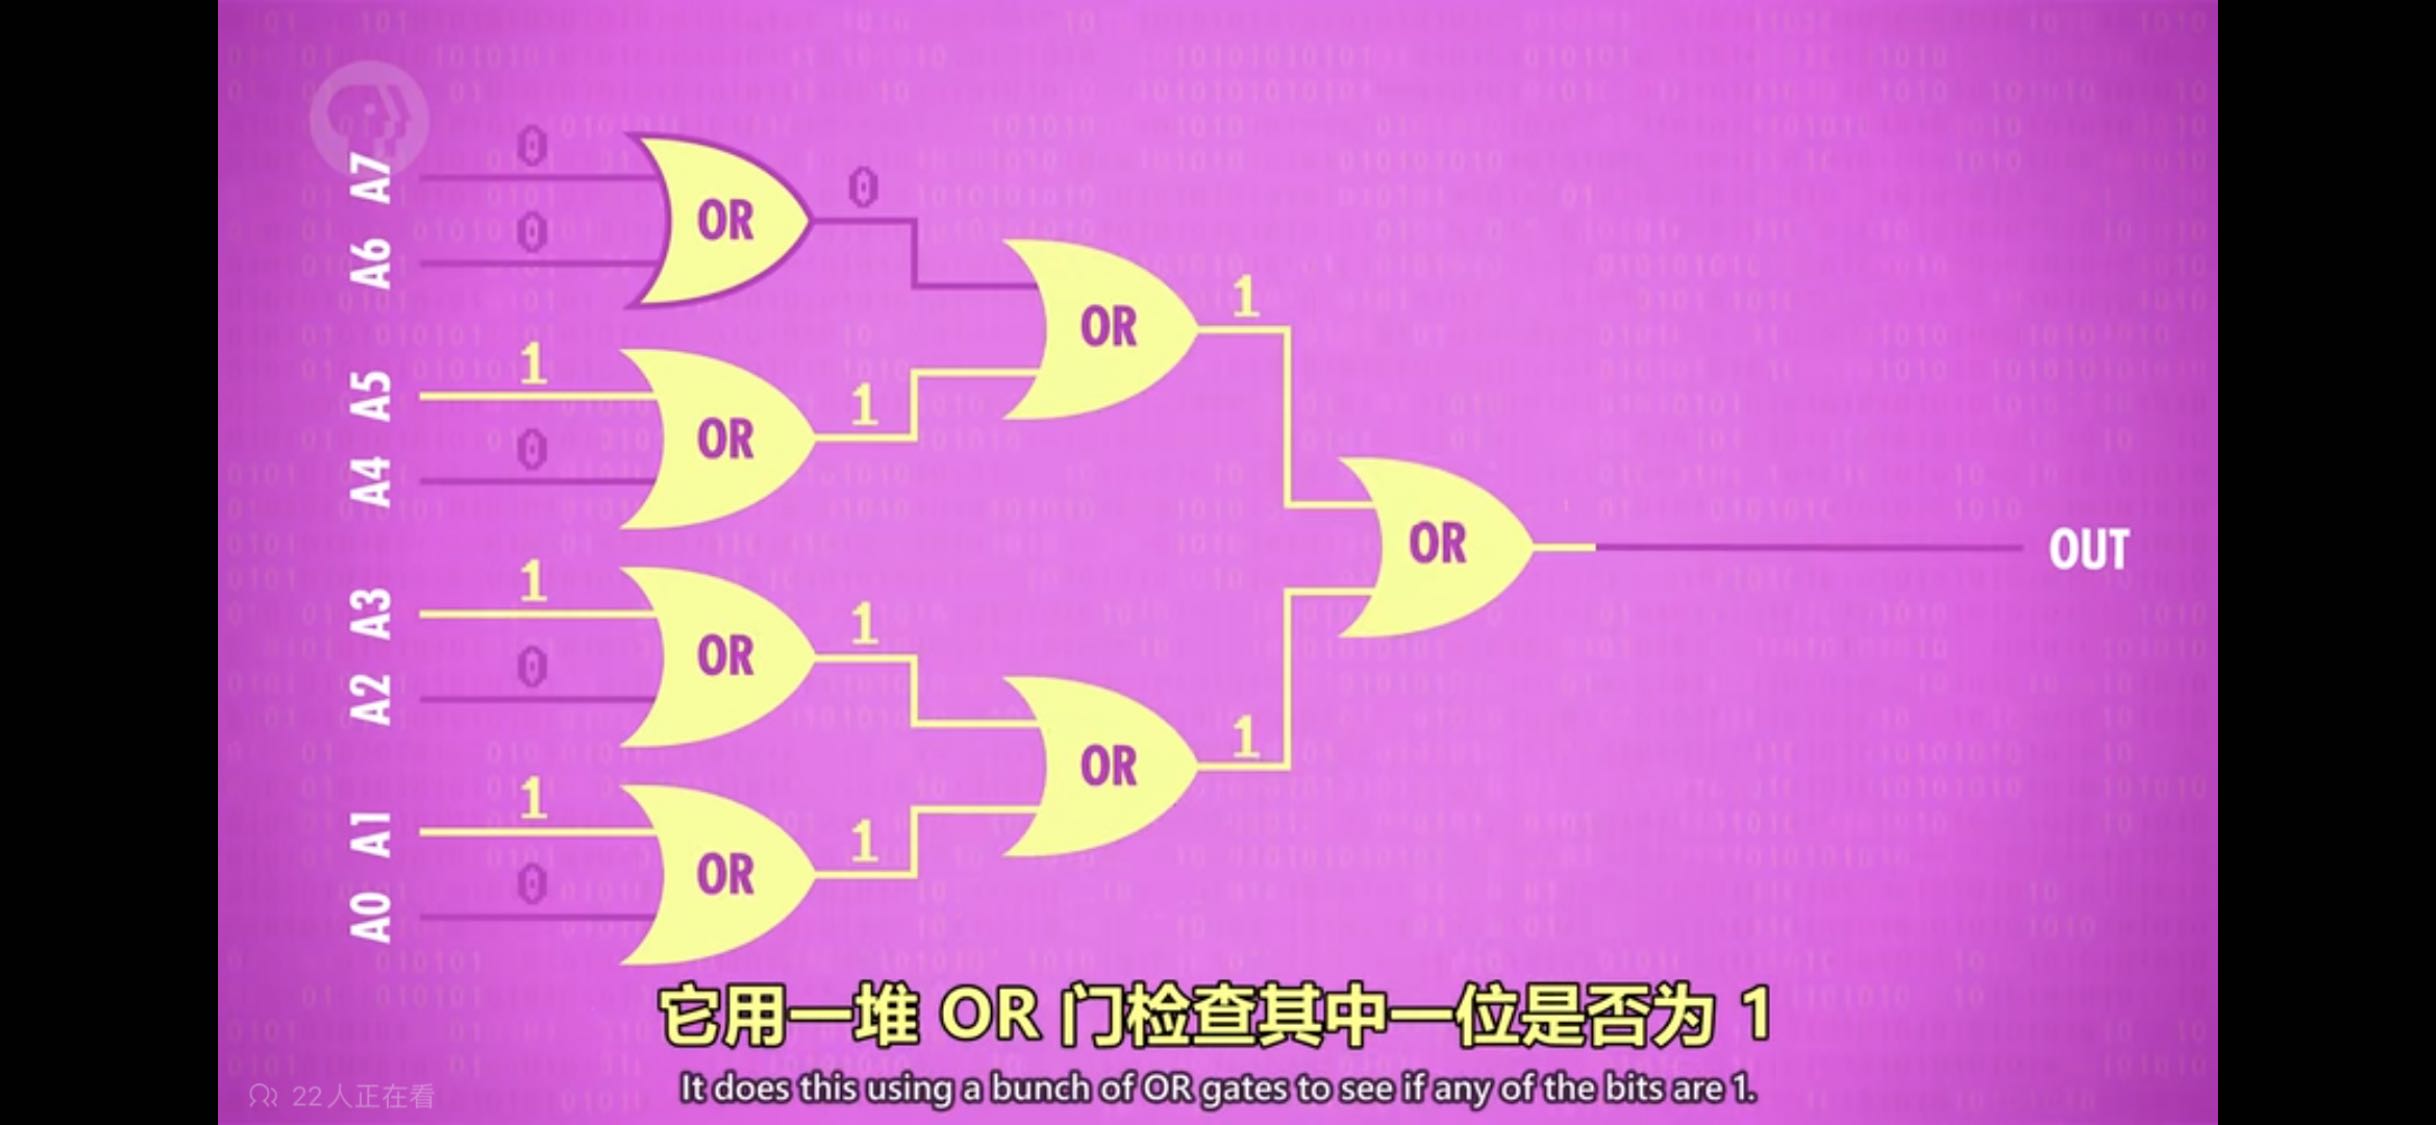 A7
0
0
A6
0
OR
OR
1
A5
1
1
OR
A4
0
OR
OUT
A3
1
1
OR
A2
0
OR
1
A1
1
1
OR
A0
0
它用一堆 OR 门检查其中一位是否为 1
It does this using a bunch of OR gates to see if any of the bits are 1.
22人正在看